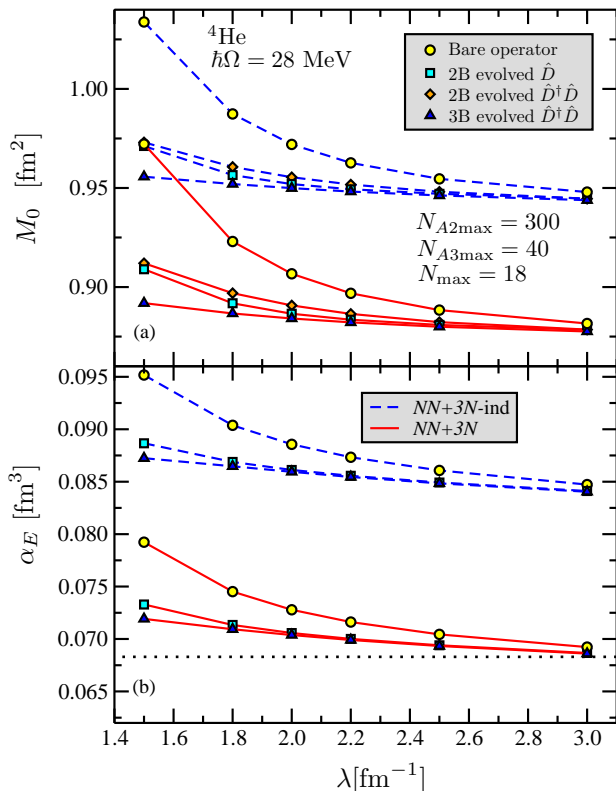 ⁴He
ħΩ = 28 MeV
Bare operator
2B evolved D̂
2B evolved D̂†D̂
3B evolved D̂†D̂
1.00
0.95
0.90
M₀ [fm²]
N_A2max = 300
N_A3max = 40
N_max = 18
(a)
NN+3N-ind
NN+3N
0.095
0.090
0.085
0.080
0.075
0.070
0.065
α_E [fm³]
(b)
1.4 1.6 1.8 2.0 2.2 2.4 2.6 2.8 3.0
λ[fm⁻¹]